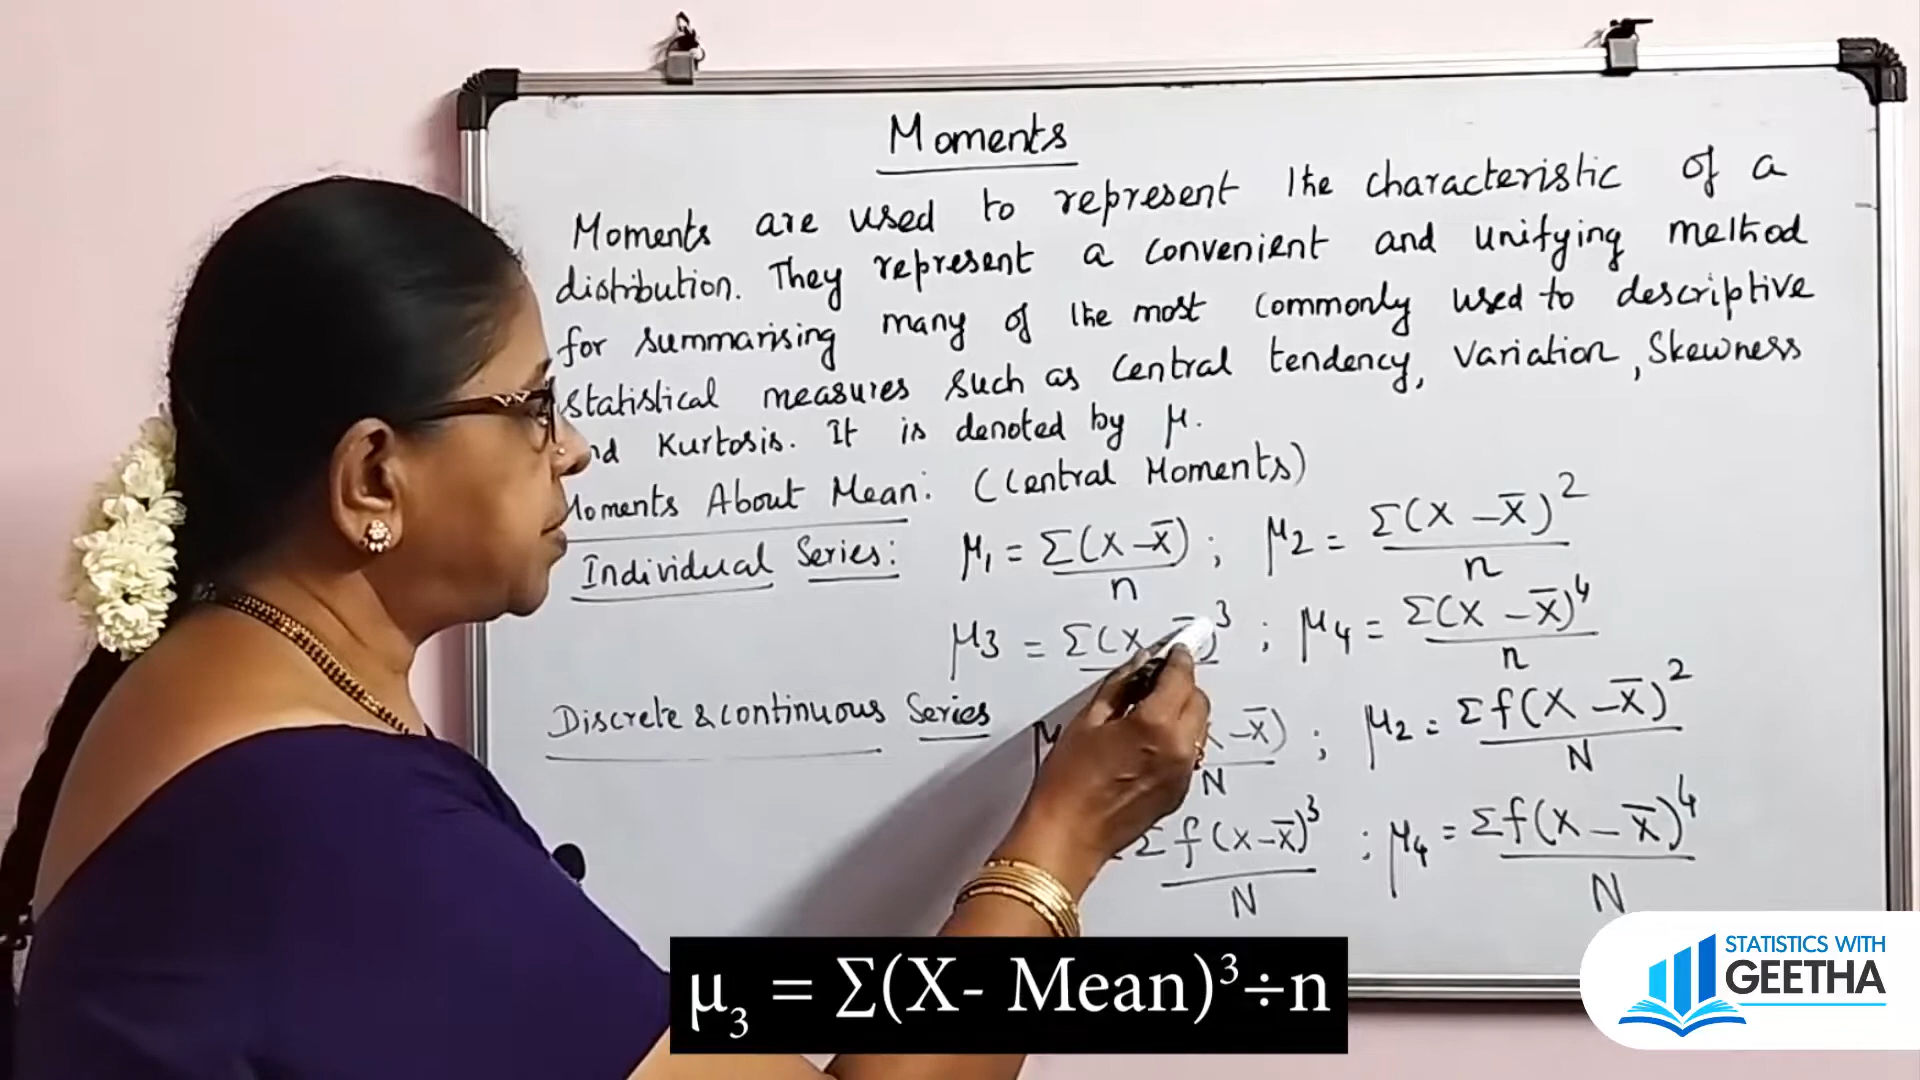 Moments
Moments are used to represent the characteristic of a
distribution. They represent a convenient and unifying method
for summarising many of the most commonly used to descriptive
statistical measures such as central tendency, variation, Skewness
nd Kurtosis. It is denoted by μ.
Moments About Mean: (Central Moments)
Individual Series: μ₁ = Σ(X - X̄) / n ; μ₂ = Σ(X - X̄)² / n
μ₃ = Σ(X )³ ; μ₄ = Σ(X - X̄)⁴ / n
Discrete & continuous Series μ - X̄) / N ; μ₂ = Σf(X - X̄)² / N
Σf(X - X̄)³ / N ; μ₄ = Σf(X - X̄)⁴ / N
μ₃ = Σ(X- Mean)³÷n
STATISTICS WITH
GEETHA